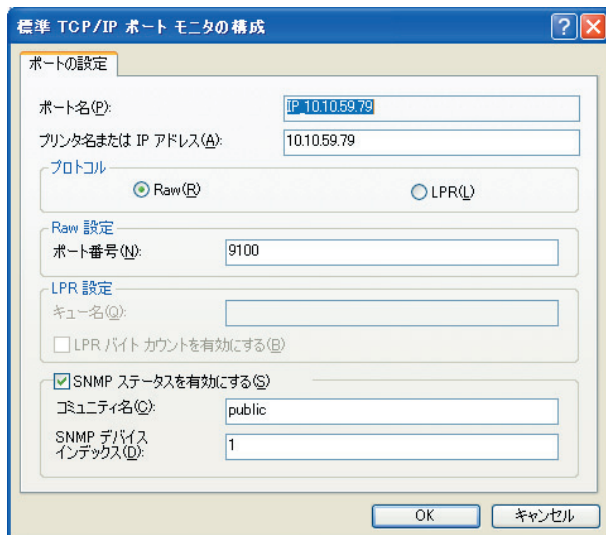 標準 TCP/IP ポート モニタの構成
ポートの設定
ポート名(P):
IP_10.10.59.79
プリンタ名または IP アドレス(A):
10.10.59.79
プロトコル
Raw(R)
LPR(L)
Raw 設定
ポート番号(N):
9100
LPR 設定
キュー名(Q):
LPR バイト カウントを有効にする(B)
SNMP ステータスを有効にする(S)
コミュニティ名(C):
public
SNMP デバイス
インデックス(D):
1
OK
キャンセル